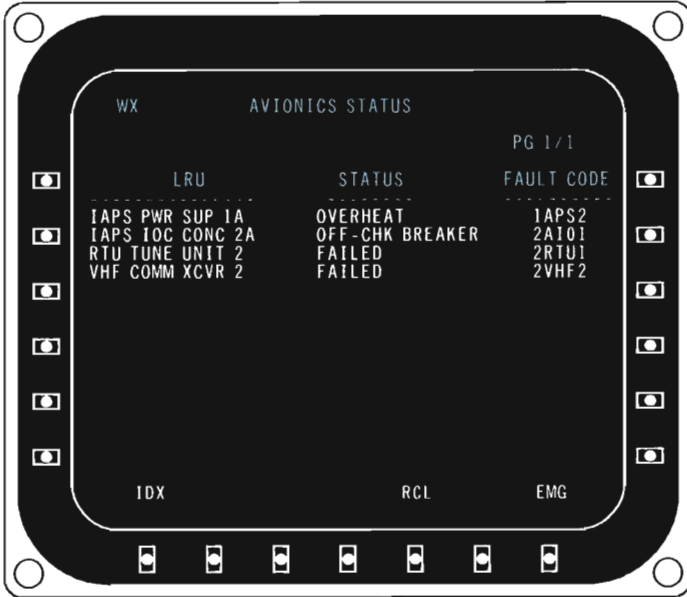 WX AVIONICS STATUS
PG 1/1
LRU STATUS FAULT CODE
IAPS PWR SUP 1A OVERHEAT 1APS2
IAPS IOC CONC 2A OFF-CHK BREAKER 2AIO1
RTU TUNE UNIT 2 FAILED 2RTU1
VHF COMM XCVR 2 FAILED 2VHF2
IDX RCL EMG